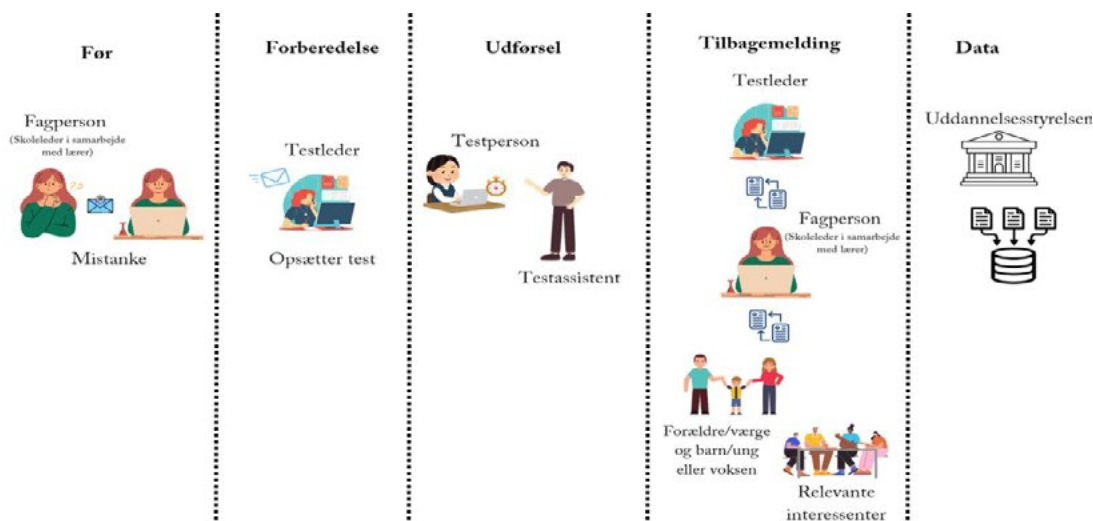 Før
Fagperson
(Skoleleder i samarbejde
med lærer)
Mistanke
Forberedelse
Testleder
Opsætter test
Udførsel
Testperson
Testassistent
Tilbagemelding
Testleder
Fagperson
(Skoleleder i samarbejde
med lærer)
Forældre/værge
og barn/ung
eller voksen
Relevante
interessenter
Data
Uddannelsesstyrelsen